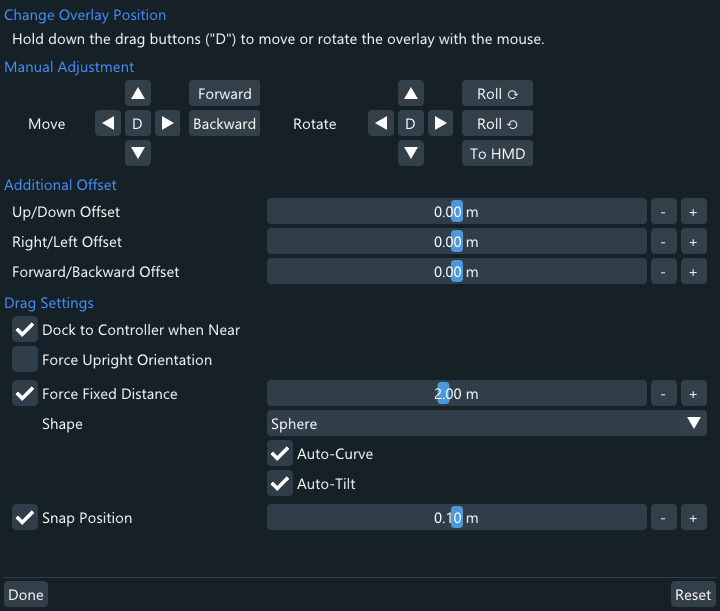 Change Overlay Position
Hold down the drag buttons ("D") to move or rotate the overlay with the mouse.
Manual Adjustment
Move
D
Forward
Backward
Rotate
D
Roll ⟳
Roll ⟲
To HMD
Additional Offset
Up/Down Offset 0.00 m - +
Right/Left Offset 0.00 m - +
Forward/Backward Offset 0.00 m - +
Drag Settings
Dock to Controller when Near
Force Upright Orientation
Force Fixed Distance 2.00 m - +
Shape Sphere
Auto-Curve
Auto-Tilt
Snap Position 0.10 m - +
Done Reset